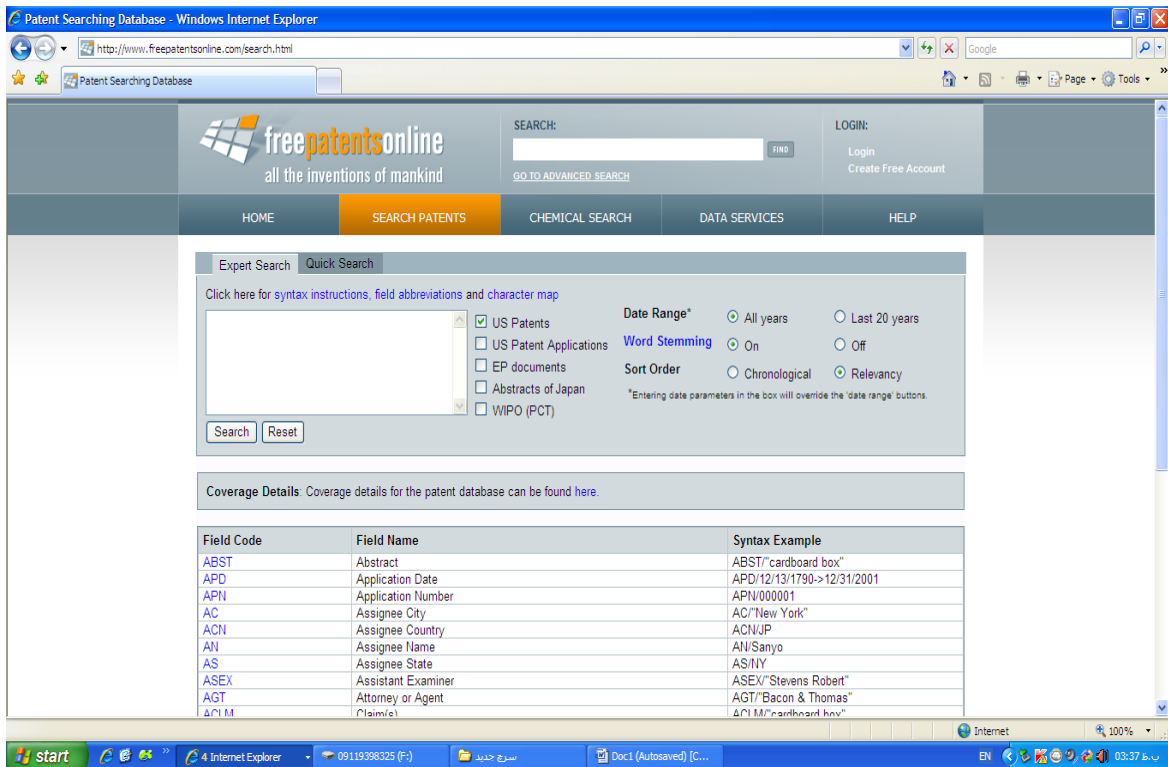 Patent Searching Database - Windows Internet Explorer
http://www.freepatentsonline.com/search.html
Google
Patent Searching Database
Page
Tools
freepatentsonline
all the inventions of mankind
SEARCH:
FIND
GO TO ADVANCED SEARCH
LOGIN:
Login
Create Free Account
HOME SEARCH PATENTS CHEMICAL SEARCH DATA SERVICES HELP
Expert Search Quick Search
Click here for syntax instructions, field abbreviations and character map
US Patents
US Patent Applications
EP documents
Abstracts of Japan
WIPO (PCT)
Date Range* All years Last 20 years
Word Stemming On Off
Sort Order Chronological Relevancy
*Entering date parameters in the box will override the 'date range' buttons.
Search Reset
Coverage Details: Coverage details for the patent database can be found here.
Field Code Field Name Syntax Example
ABST Abstract ABST/"cardboard box"
APD Application Date APD/12/13/1790->12/31/2001
APN Application Number APN/000001
AC Assignee City AC/"New York"
ACN Assignee Country ACN/JP
AN Assignee Name AN/Sanyo
AS Assignee State AS/NY
ASEX Assistant Examiner ASEX/"Stevens Robert"
AGT Attorney or Agent AGT/"Bacon & Thomas"
ACLM Claim(s) ACLM/"cardboard box"
Internet 100%
start 4 Internet Explorer 09119398325 (F:) سرچ جدید Doc1 (Autosaved) [C... EN 03:37 ب.ظ